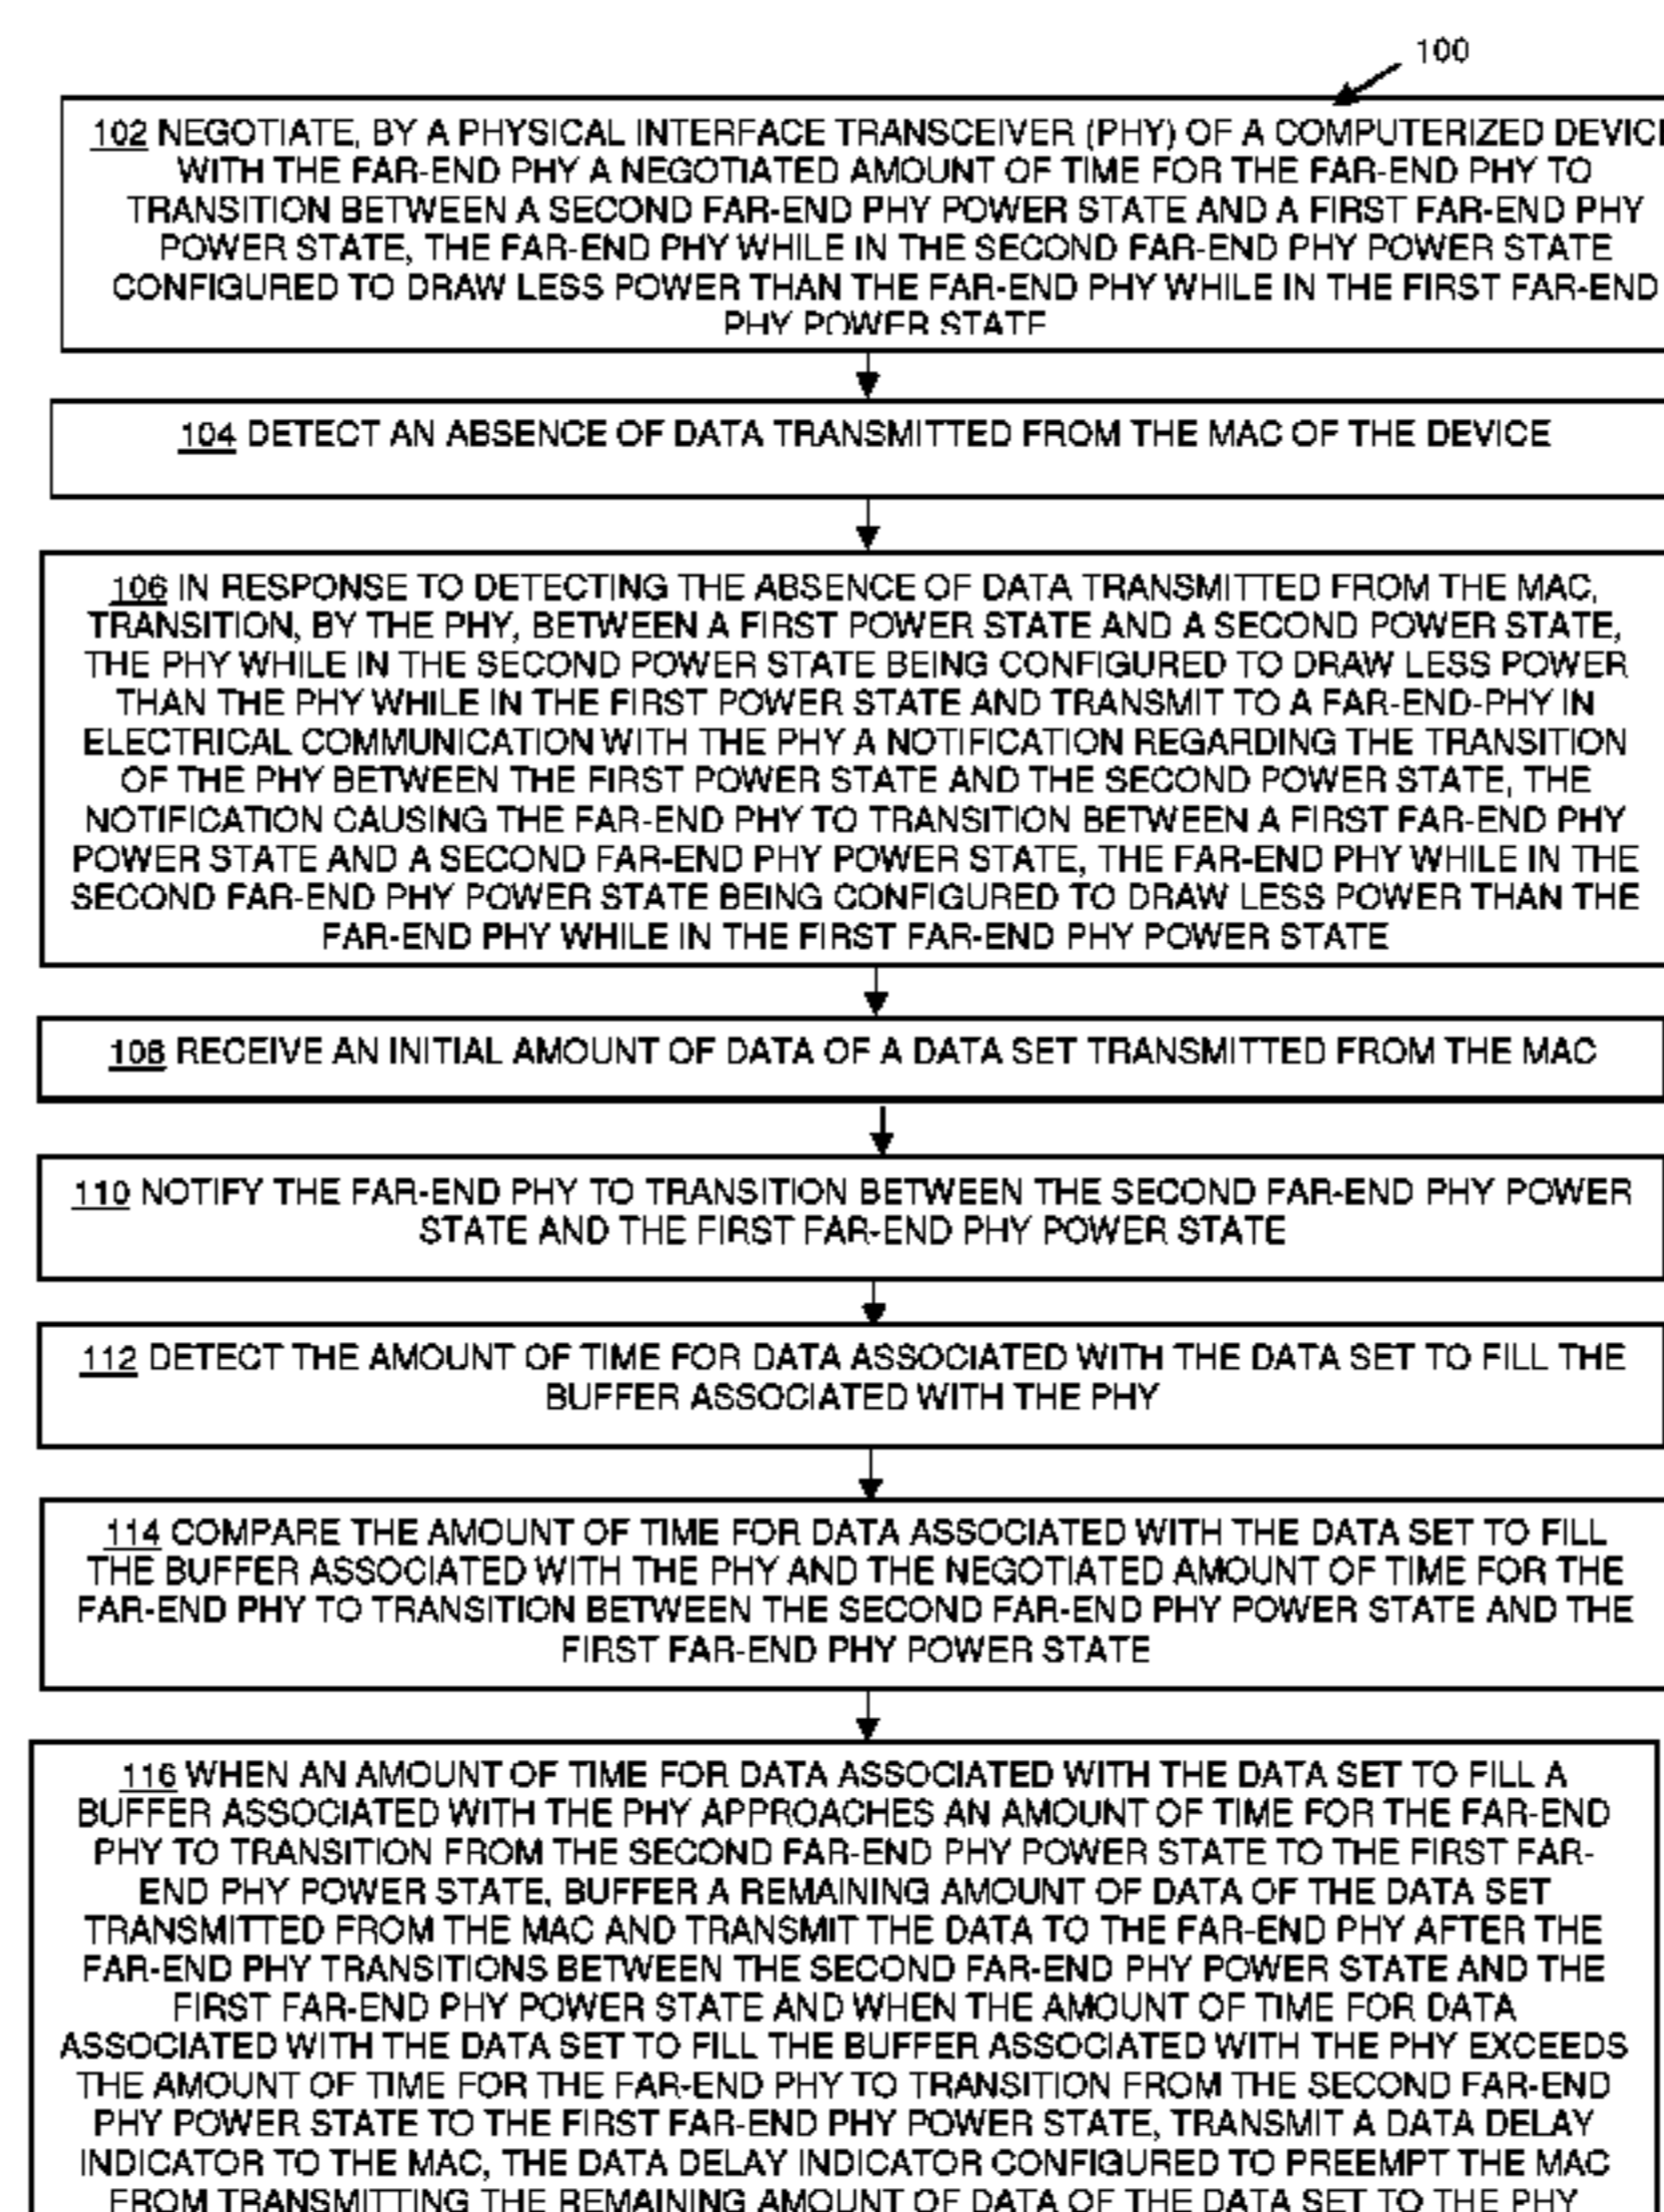 100
102 NEGOTIATE, BY A PHYSICAL INTERFACE TRANSCEIVER (PHY) OF A COMPUTERIZED DEVIC
WITH THE FAR-END PHY A NEGOTIATED AMOUNT OF TIME FOR THE FAR-END PHY TO
TRANSITION BETWEEN A SECOND FAR-END PHY POWER STATE AND A FIRST FAR-END PHY
POWER STATE, THE FAR-END PHY WHILE IN THE SECOND FAR-END PHY POWER STATE
CONFIGURED TO DRAW LESS POWER THAN THE FAR-END PHY WHILE IN THE FIRST FAR-END
PHY POWER STATE
104 DETECT AN ABSENCE OF DATA TRANSMITTED FROM THE MAC OF THE DEVICE
106 IN RESPONSE TO DETECTING THE ABSENCE OF DATA TRANSMITTED FROM THE MAC,
TRANSITION, BY THE PHY, BETWEEN A FIRST POWER STATE AND A SECOND POWER STATE,
THE PHY WHILE IN THE SECOND POWER STATE BEING CONFIGURED TO DRAW LESS POWER
THAN THE PHY WHILE IN THE FIRST POWER STATE AND TRANSMIT TO A FAR-END-PHY IN
ELECTRICAL COMMUNICATION WITH THE PHY A NOTIFICATION REGARDING THE TRANSITION
OF THE PHY BETWEEN THE FIRST POWER STATE AND THE SECOND POWER STATE, THE
NOTIFICATION CAUSING THE FAR-END PHY TO TRANSITION BETWEEN A FIRST FAR-END PHY
POWER STATE AND A SECOND FAR-END PHY POWER STATE, THE FAR-END PHY WHILE IN THE
SECOND FAR-END PHY POWER STATE BEING CONFIGURED TO DRAW LESS POWER THAN THE
FAR-END PHY WHILE IN THE FIRST FAR-END PHY POWER STATE
108 RECEIVE AN INITIAL AMOUNT OF DATA OF A DATA SET TRANSMITTED FROM THE MAC
110 NOTIFY THE FAR-END PHY TO TRANSITION BETWEEN THE SECOND FAR-END PHY POWER
STATE AND THE FIRST FAR-END PHY POWER STATE
112 DETECT THE AMOUNT OF TIME FOR DATA ASSOCIATED WITH THE DATA SET TO FILL THE
BUFFER ASSOCIATED WITH THE PHY
114 COMPARE THE AMOUNT OF TIME FOR DATA ASSOCIATED WITH THE DATA SET TO FILL
THE BUFFER ASSOCIATED WITH THE PHY AND THE NEGOTIATED AMOUNT OF TIME FOR THE
FAR-END PHY TO TRANSITION BETWEEN THE SECOND FAR-END PHY POWER STATE AND THE
FIRST FAR-END PHY POWER STATE
116 WHEN AN AMOUNT OF TIME FOR DATA ASSOCIATED WITH THE DATA SET TO FILL A
BUFFER ASSOCIATED WITH THE PHY APPROACHES AN AMOUNT OF TIME FOR THE FAR-END
PHY TO TRANSITION FROM THE SECOND FAR-END PHY POWER STATE TO THE FIRST FAR-
END PHY POWER STATE, BUFFER A REMAINING AMOUNT OF DATA OF THE DATA SET
TRANSMITTED FROM THE MAC AND TRANSMIT THE DATA TO THE FAR-END PHY AFTER THE
FAR-END PHY TRANSITIONS BETWEEN THE SECOND FAR-END PHY POWER STATE AND THE
FIRST FAR-END PHY POWER STATE AND WHEN THE AMOUNT OF TIME FOR DATA
ASSOCIATED WITH THE DATA SET TO FILL THE BUFFER ASSOCIATED WITH THE PHY EXCEEDS
THE AMOUNT OF TIME FOR THE FAR-END PHY TO TRANSITION FROM THE SECOND FAR-END
PHY POWER STATE TO THE FIRST FAR-END PHY POWER STATE, TRANSMIT A DATA DELAY
INDICATOR TO THE MAC, THE DATA DELAY INDICATOR CONFIGURED TO PREEMPT THE MAC
FROM TRANSMITTING THE REMAINING AMOUNT OF DATA OF THE DATA SET TO THE PHY